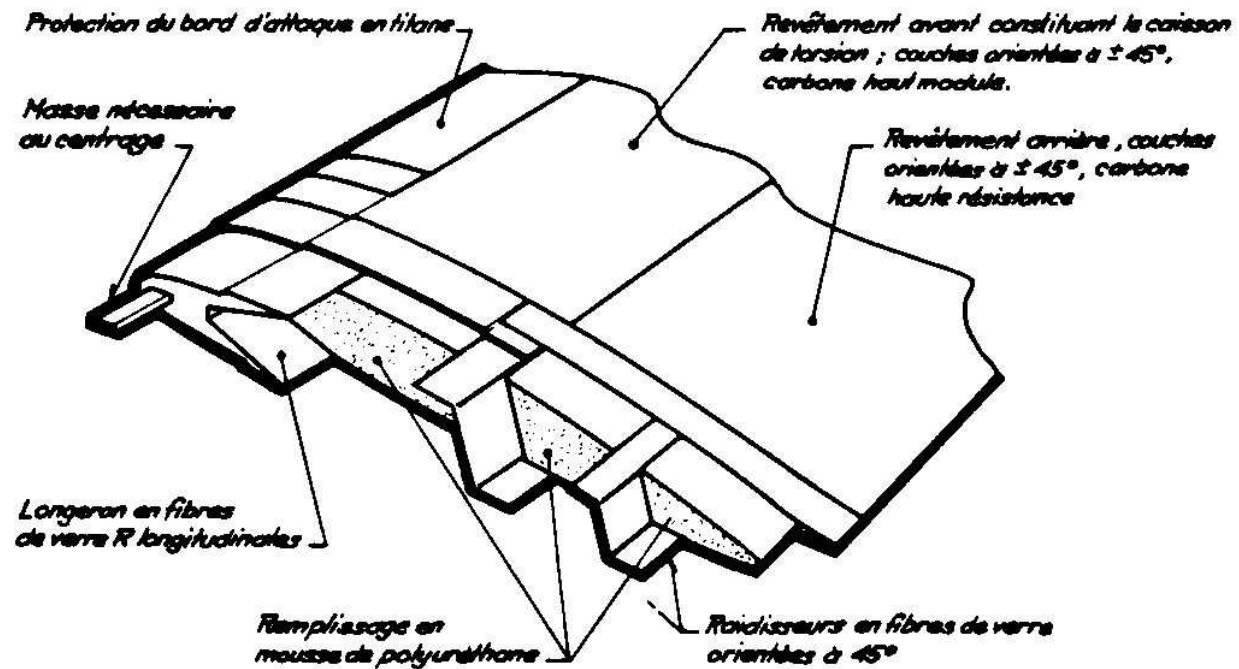 Protection du bord d'attaque en titane
Revêtement avant constituant le caisson
de torsion ; couches orientées à ± 45°,
carbone haut module.
Masse nécessaire
au centrage
Revêtement arrière, couches
orientées à ± 45°, carbone
haute résistance
Longeron en fibres
de verre R longitudinales
Remplissage en
mousse de polyuréthane
Raidisseurs en fibres de verre
orientées à 45°